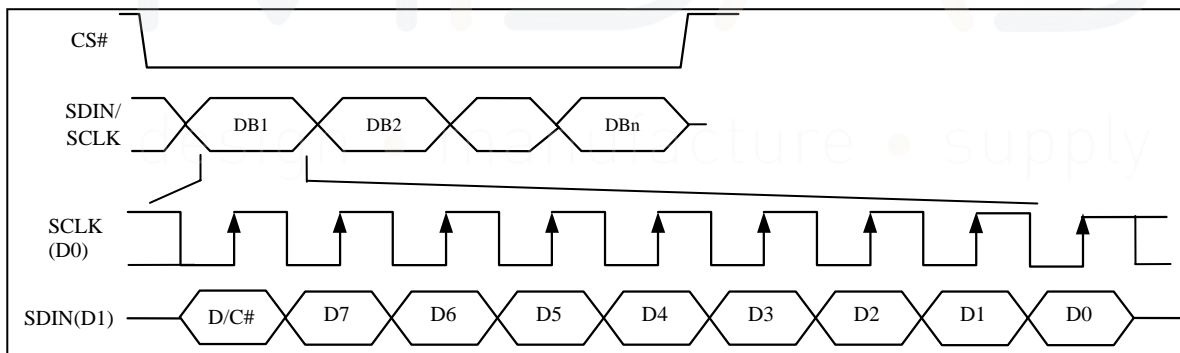 CS#
SDIN/
SCLK
DB1 DB2 DBn
design • manufacture • supply
SCLK
(D0)
SDIN(D1) D/C# D7 D6 D5 D4 D3 D2 D1 D0